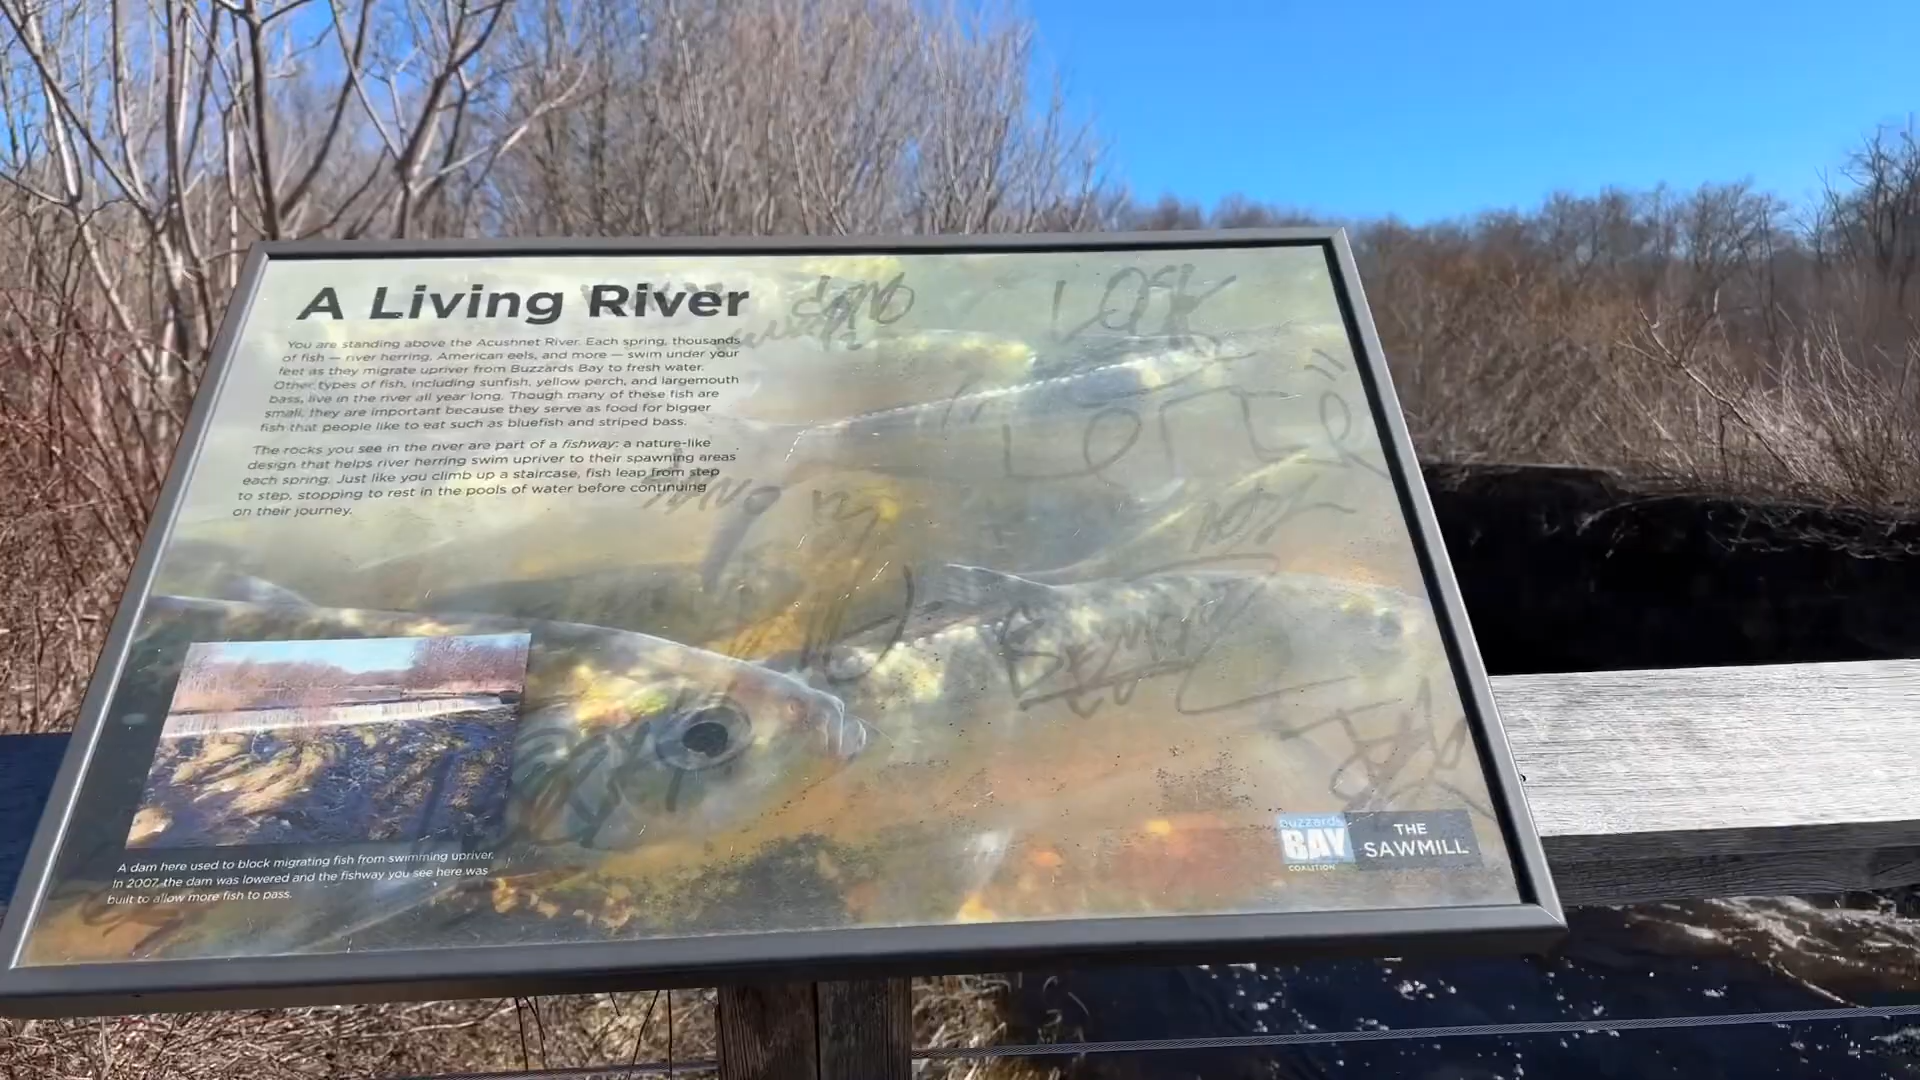 A Living River
You are standing above the Acushnet River. Each spring, thousands
of fish — river herring, American eels, and more — swim under your
feet as they migrate upriver from Buzzards Bay to fresh water.
Other types of fish, including sunfish, yellow perch, and largemouth
bass, live in the river all year long. Though many of these fish are
small, they are important because they serve as food for bigger
fish that people like to eat such as bluefish and striped bass.
The rocks you see in the river are part of a fishway: a nature-like
design that helps river herring swim upriver to their spawning areas
each spring. Just like you climb up a staircase, fish leap from step
to step, stopping to rest in the pools of water before continuing
on their journey.
A dam here used to block migrating fish from swimming upriver.
In 2007, the dam was lowered and the fishway you see here was
built to allow more fish to pass.
buzzards
BAY
COALITION
THE
SAWMILL